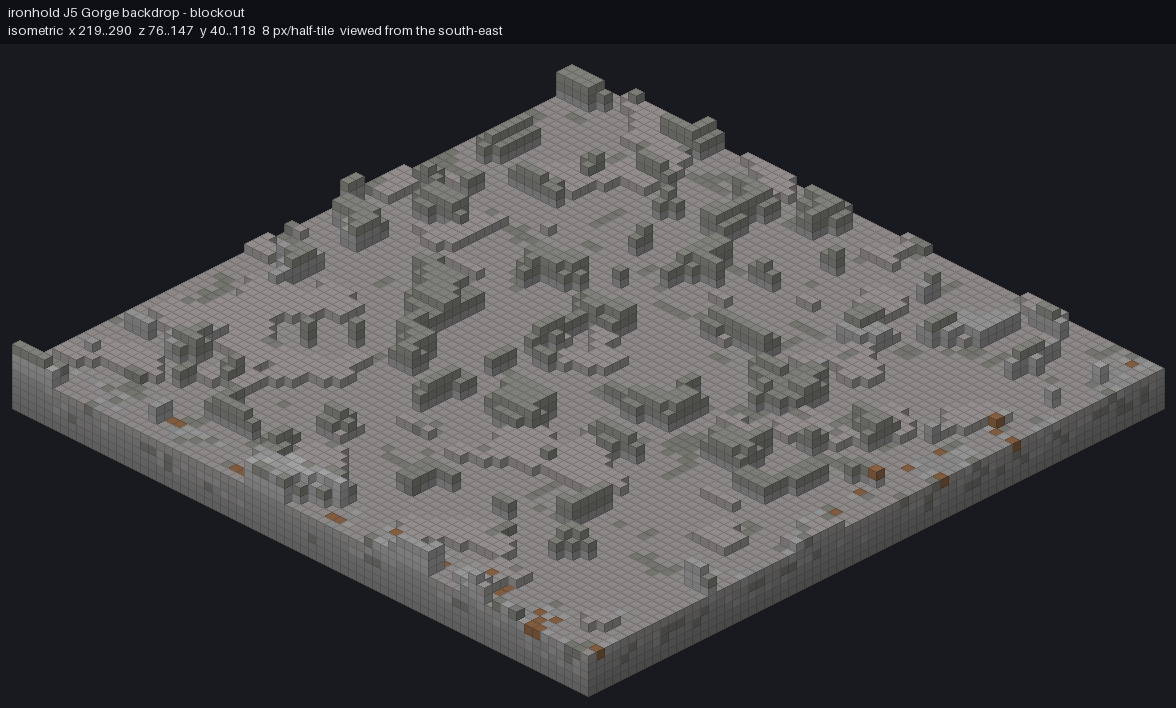 ironhold J5 Gorge backdrop - blockout
isometric  x 219..290  z 76..147  y 40..118  8 px/half-tile  viewed from the south-east